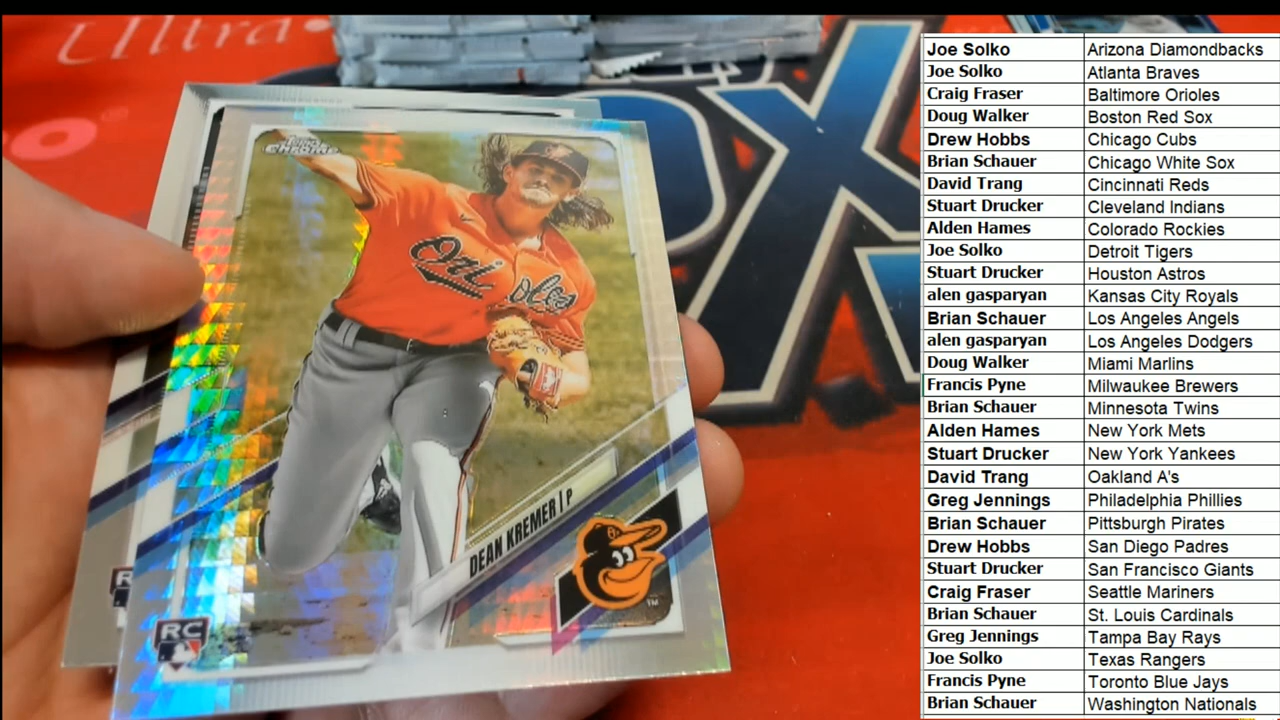 Ultra
OX
Topps
CHROME
Orioles
DEAN KREMER | P
TM
RC
R
Joe Solko Arizona Diamondbacks
Joe Solko Atlanta Braves
Craig Fraser Baltimore Orioles
Doug Walker Boston Red Sox
Drew Hobbs Chicago Cubs
Brian Schauer Chicago White Sox
David Trang Cincinnati Reds
Stuart Drucker Cleveland Indians
Alden Hames Colorado Rockies
Joe Solko Detroit Tigers
Stuart Drucker Houston Astros
alen gasparyan Kansas City Royals
Brian Schauer Los Angeles Angels
alen gasparyan Los Angeles Dodgers
Doug Walker Miami Marlins
Francis Pyne Milwaukee Brewers
Brian Schauer Minnesota Twins
Alden Hames New York Mets
Stuart Drucker New York Yankees
David Trang Oakland A's
Greg Jennings Philadelphia Phillies
Brian Schauer Pittsburgh Pirates
Drew Hobbs San Diego Padres
Stuart Drucker San Francisco Giants
Craig Fraser Seattle Mariners
Brian Schauer St. Louis Cardinals
Greg Jennings Tampa Bay Rays
Joe Solko Texas Rangers
Francis Pyne Toronto Blue Jays
Brian Schauer Washington Nationals